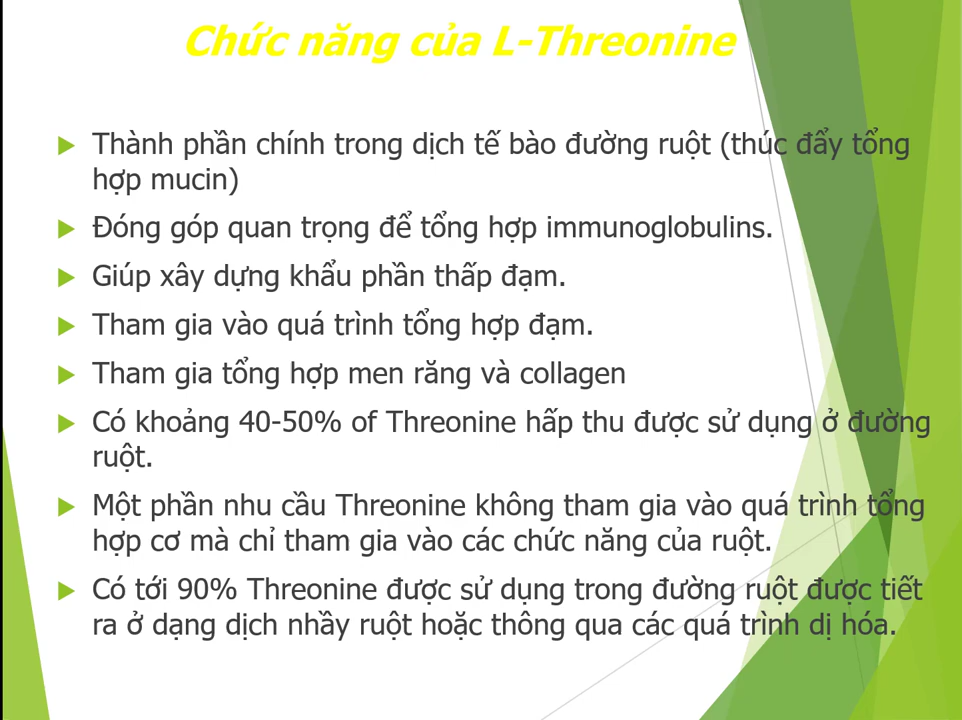 Chức năng của L-Threonine
Thành phần chính trong dịch tế bào đường ruột (thúc đẩy tổng
hợp mucin)
Đóng góp quan trọng để tổng hợp immunoglobulins.
Giúp xây dựng khẩu phần thấp đạm.
Tham gia vào quá trình tổng hợp đạm.
Tham gia tổng hợp men răng và collagen
Có khoảng 40-50% of Threonine hấp thu được sử dụng ở đường
ruột.
Một phần nhu cầu Threonine không tham gia vào quá trình tổng
hợp cơ mà chỉ tham gia vào các chức năng của ruột.
Có tới 90% Threonine được sử dụng trong đường ruột được tiết
ra ở dạng dịch nhầy ruột hoặc thông qua các quá trình dị hóa.